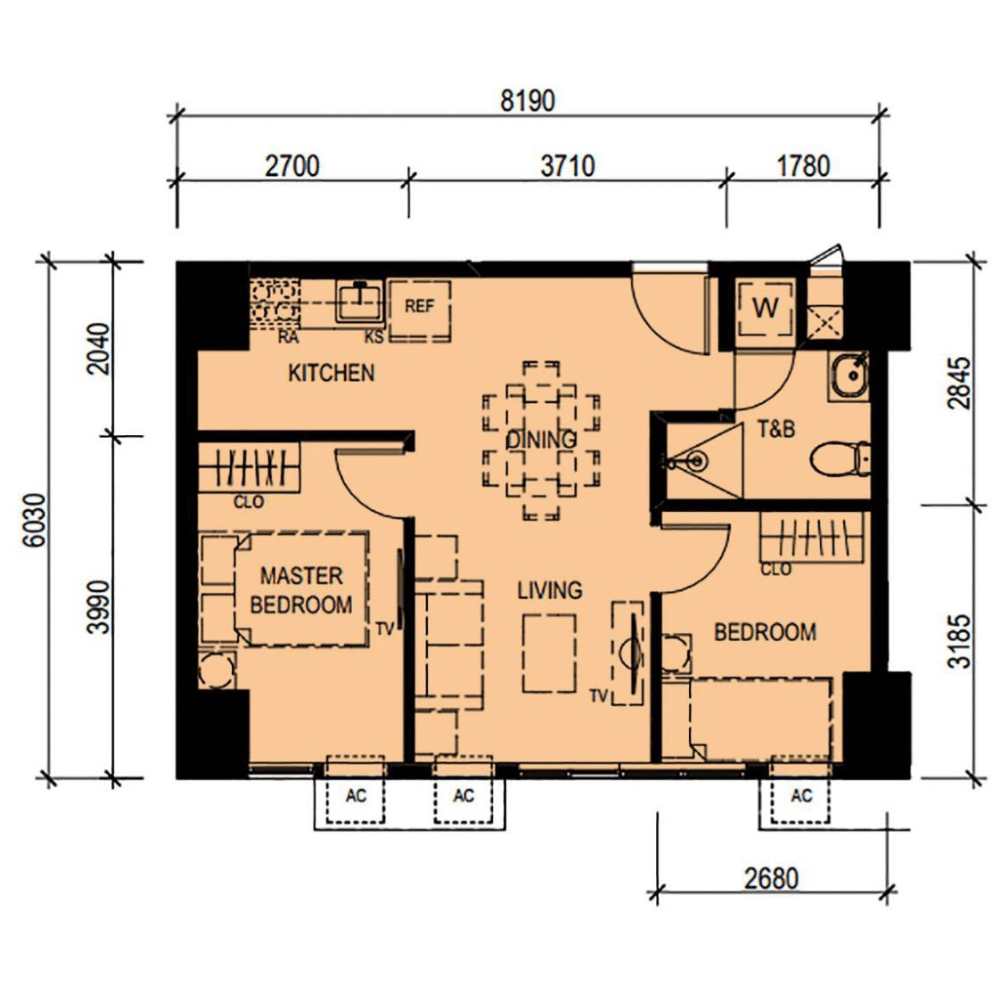 8190
2700 3710 1780
2040
2845
6030
3990
3185
2680
REF
W
RA KS
KITCHEN
DINING
T&B
CLO
MASTER
BEDROOM
TV
LIVING
TV
CLO
BEDROOM
AC AC AC